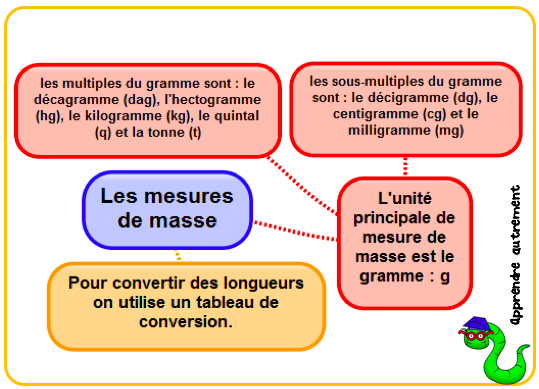 les multiples du gramme sont : le
décagramme (dag), l'hectogramme
(hg), le kilogramme (kg), le quintal
(q) et la tonne (t)
les sous-multiples du gramme
sont : le décigramme (dg), le
centigramme (cg) et le
milligramme (mg)
Les mesures
de masse
L'unité
principale de
mesure de
masse est le
gramme : g
Pour convertir des longueurs
on utilise un tableau de
conversion.
apprendre autrement